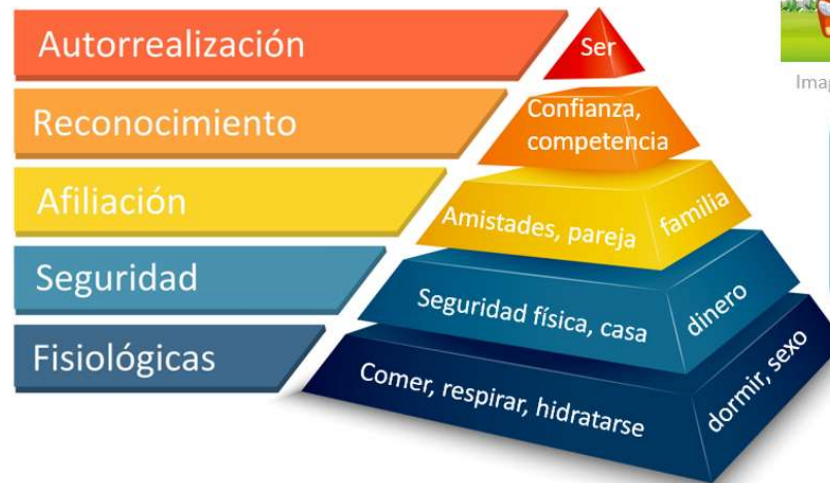 Autorrealización
Ser
Reconocimiento
Confianza,
competencia
Afiliación
Amistades, pareja
familia
Seguridad
Seguridad física, casa
dinero
Fisiológicas
Comer, respirar, hidratarse
dormir, sexo